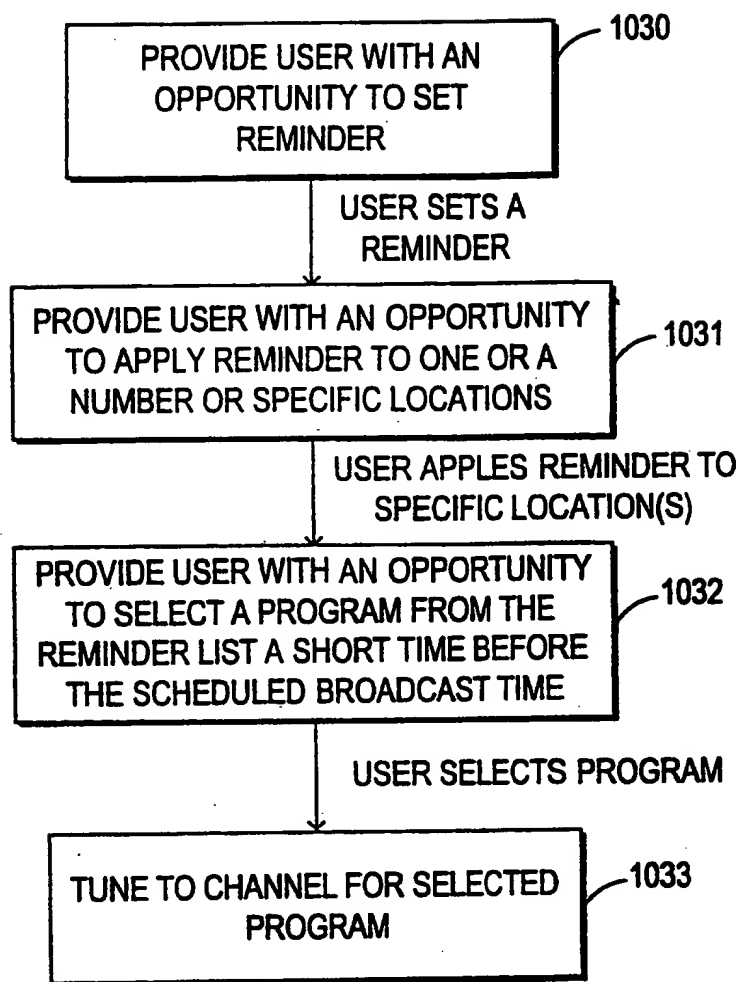 1030
PROVIDE USER WITH AN
OPPORTUNITY TO SET
REMINDER
USER SETS A
REMINDER
PROVIDE USER WITH AN OPPORTUNITY
TO APPLY REMINDER TO ONE OR A
NUMBER OR SPECIFIC LOCATIONS
1031
USER APPLES REMINDER TO
SPECIFIC LOCATION(S)
PROVIDE USER WITH AN OPPORTUNITY
TO SELECT A PROGRAM FROM THE
REMINDER LIST A SHORT TIME BEFORE
THE SCHEDULED BROADCAST TIME
1032
USER SELECTS PROGRAM
TUNE TO CHANNEL FOR SELECTED
PROGRAM
1033